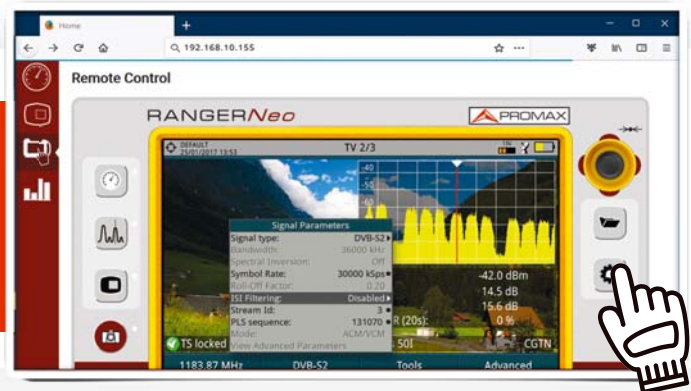 Home
192.168.10.155
Remote Control
RANGERNeo
PROMAX
DEFAULT
25/01/2017 13:53
TV 2/3
-40
-50
-60
Signal Parameters
Signal type: DVB-S2
Bandwidth: 36000 kHz
Spectral Inversion: Off
Symbol Rate: 30000 kSps
Roll-Off Factor: 0.20
ISI Filtering: Disabled
Stream Id: 3
PLS sequence: 131070
Mode: ACM/VCM
View Advanced Parameters
-42.0 dBm
14.5 dB
15.6 dB
R (20s): 0 %
TS locked
50I
CGTN
1183.87 MHz
DVB-S2
Tools
Advanced